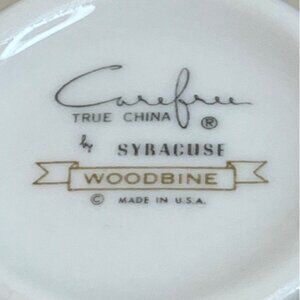 Carefree
TRUE CHINA ®
by SYRACUSE
WOODBINE
© MADE IN U.S.A.